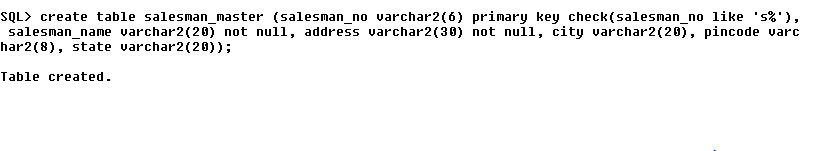 SQL> create table salesman_master (salesman_no varchar2(6) primary key check(salesman_no like 's%'),
salesman_name varchar2(20) not null, address varchar2(30) not null, city varchar2(20), pincode varc
har2(8), state varchar2(20));
Table created.